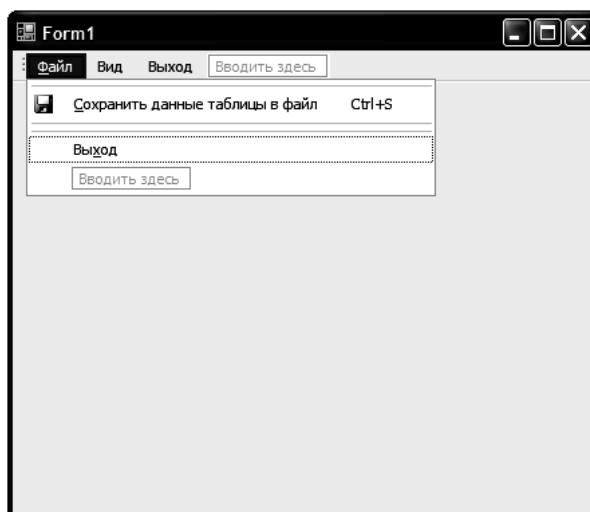 Form1
Файл Вид Выход Вводить здесь
Сохранить данные таблицы в файл Ctrl+S
Выход
Вводить здесь